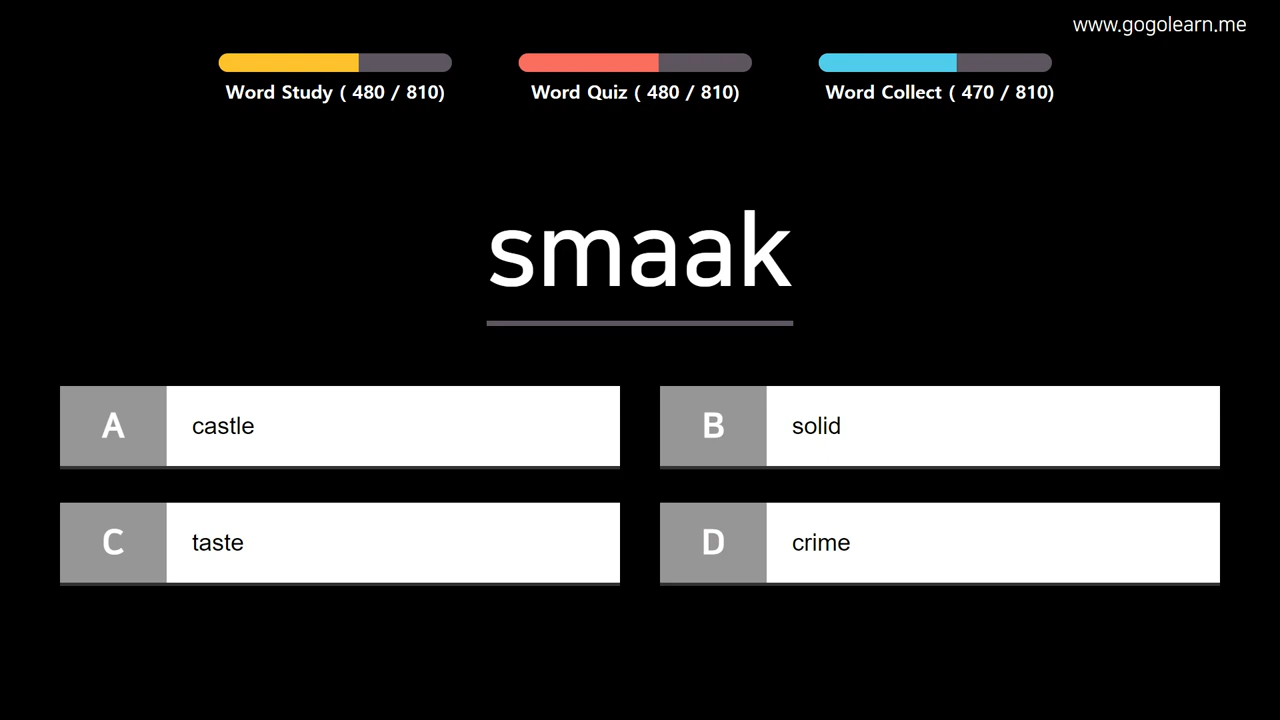 www.gogolearn.me
Word Study ( 480 / 810)
Word Quiz ( 480 / 810)
Word Collect ( 470 / 810)
smaak
A castle
B solid
C taste
D crime